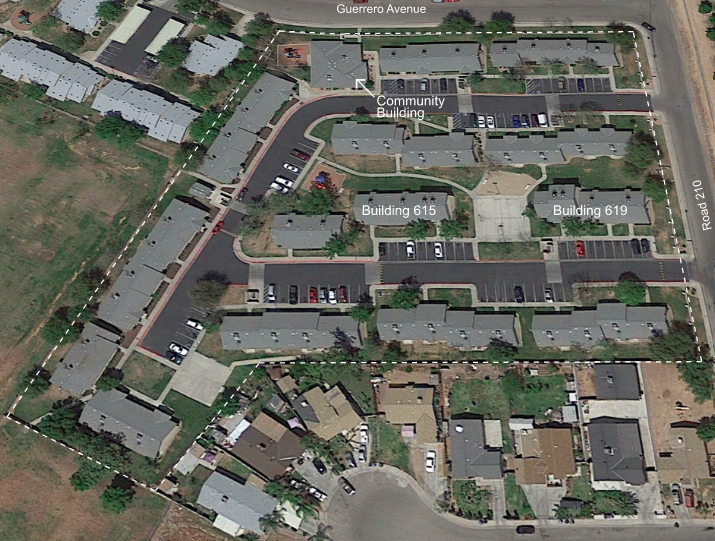 Guerrero Avenue
Community
Building
Road 210
Building 615
Building 619